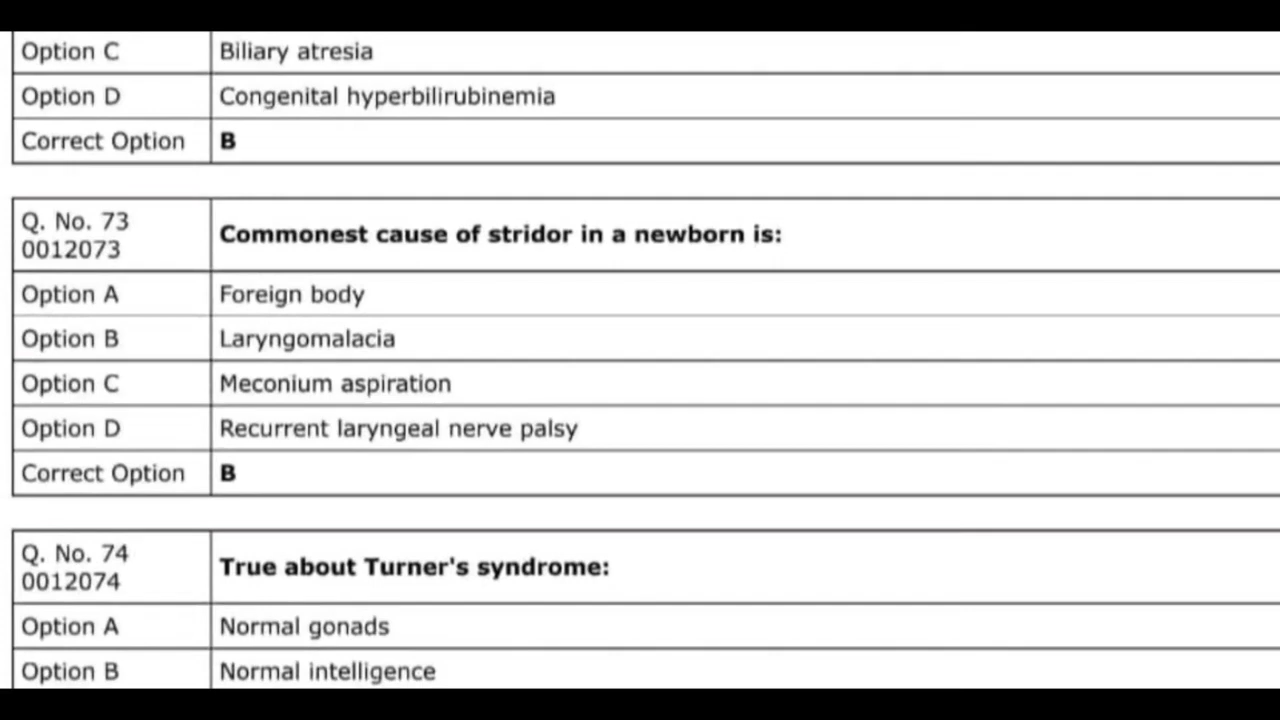 Option C Biliary atresia
Option D Congenital hyperbilirubinemia
Correct Option B
Q. No. 73
0012073 Commonest cause of stridor in a newborn is:
Option A Foreign body
Option B Laryngomalacia
Option C Meconium aspiration
Option D Recurrent laryngeal nerve palsy
Correct Option B
Q. No. 74
0012074 True about Turner's syndrome:
Option A Normal gonads
Option B Normal intelligence